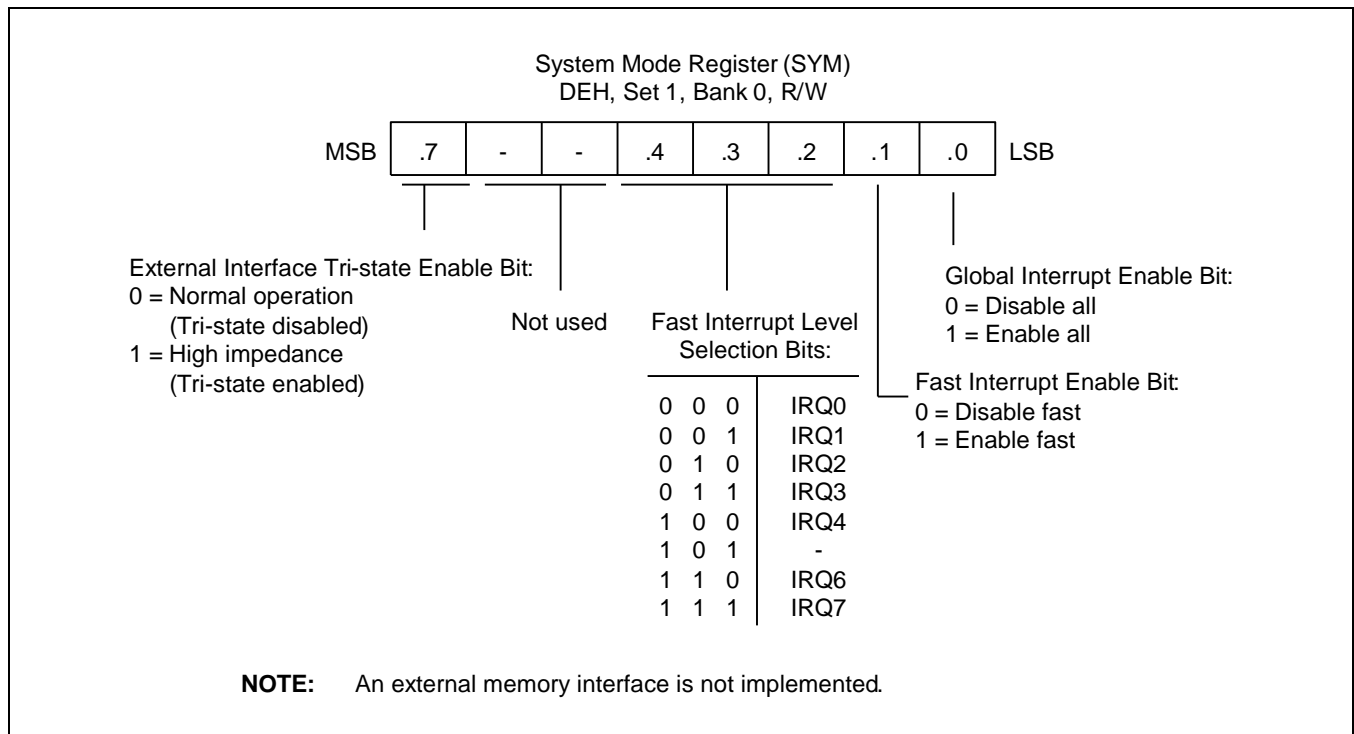 System Mode Register (SYM)
DEH, Set 1, Bank 0, R/W
MSB .7 - - .4 .3 .2 .1 .0 LSB
External Interface Tri-state Enable Bit:
0 = Normal operation
(Tri-state disabled)
1 = High impedance
(Tri-state enabled)
Not used
Fast Interrupt Level
Selection Bits:
0 0 0 IRQ0
0 0 1 IRQ1
0 1 0 IRQ2
0 1 1 IRQ3
1 0 0 IRQ4
1 0 1 -
1 1 0 IRQ6
1 1 1 IRQ7
Global Interrupt Enable Bit:
0 = Disable all
1 = Enable all
Fast Interrupt Enable Bit:
0 = Disable fast
1 = Enable fast
NOTE: An external memory interface is not implemented.